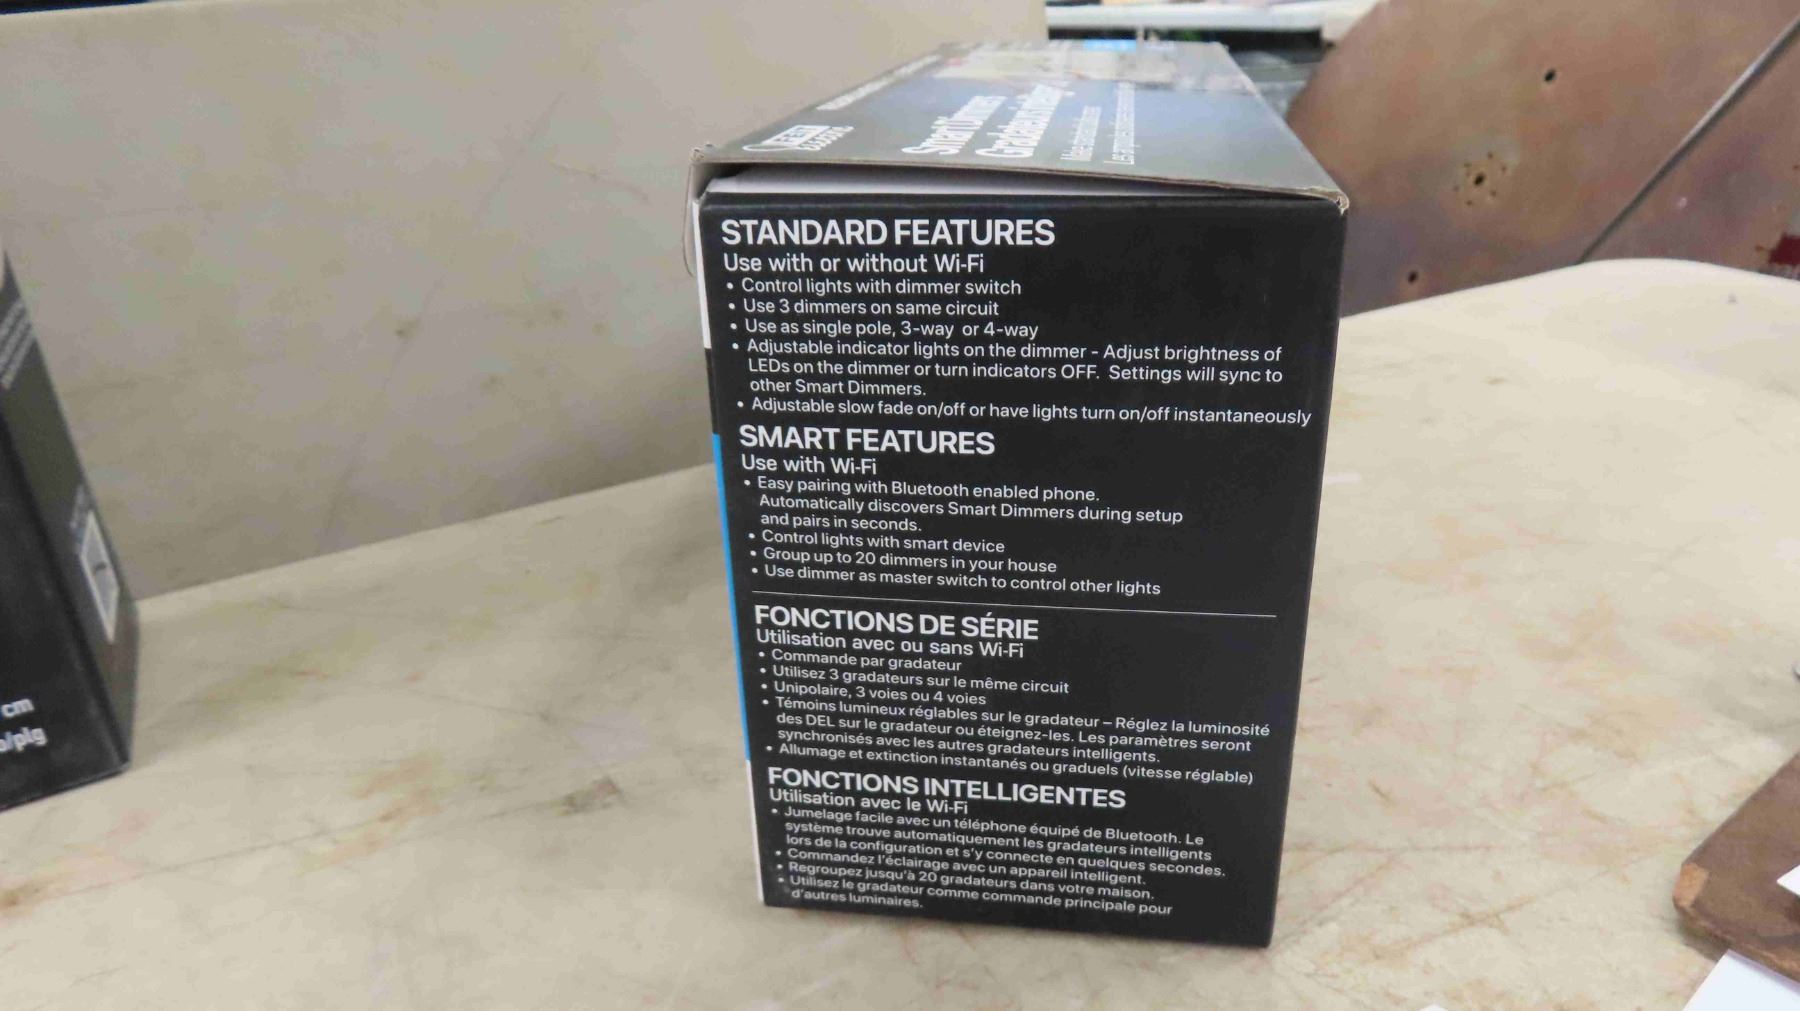 Smart Dimmers
STANDARD FEATURES
Use with or without Wi-Fi
• Control lights with dimmer switch
• Use 3 dimmers on same circuit
• Use as single pole, 3-way or 4-way
• Adjustable indicator lights on the dimmer - Adjust brightness of
LEDs on the dimmer or turn indicators OFF. Settings will sync to
other Smart Dimmers.
• Adjustable slow fade on/off or have lights turn on/off instantaneously
SMART FEATURES
Use with Wi-Fi
• Easy pairing with Bluetooth enabled phone.
Automatically discovers Smart Dimmers during setup
and pairs in seconds.
• Control lights with smart device
• Group up to 20 dimmers in your house
• Use dimmer as master switch to control other lights
FONCTIONS DE SÉRIE
Utilisation avec ou sans Wi-Fi
• Commande par gradateur
• Utilisez 3 gradateurs sur le même circuit
• Unipolaire, 3 voies ou 4 voies
• Témoins lumineux réglables sur le gradateur – Réglez la luminosité
des DEL sur le gradateur ou éteignez-les. Les paramètres seront
synchronisés avec les autres gradateurs intelligents.
• Allumage et extinction instantanés ou graduels (vitesse réglable)
FONCTIONS INTELLIGENTES
Utilisation avec le Wi-Fi
• Jumelage facile avec un téléphone équipé de Bluetooth. Le
système trouve automatiquement les gradateurs intelligents
lors de la configuration et s'y connecte en quelques secondes.
• Commandez l'éclairage avec un appareil intelligent.
• Regroupez jusqu'à 20 gradateurs dans votre maison.
• Utilisez le gradateur comme commande principale pour
d'autres luminaires.
cm